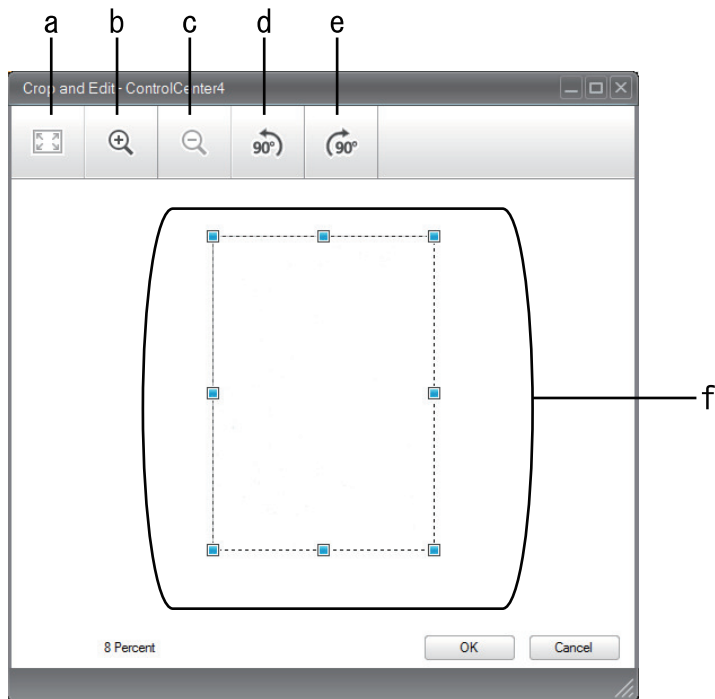 a b c d e
Crop and Edit - ControlCenter4
90° 90°
f
8 Percent OK Cancel